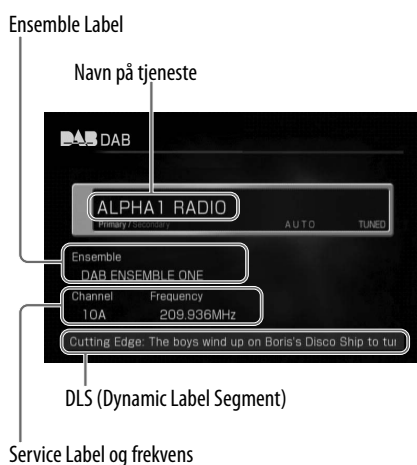 Ensemble Label
Navn på tjeneste
DAB DAB
ALPHA1 RADIO
Primary / Secondary AUTO TUNED
Ensemble
DAB ENSEMBLE ONE
Channel Frequency
10A 209.936MHz
Cutting Edge: The boys wind up on Boris's Disco Ship to tur
DLS (Dynamic Label Segment)
Service Label og frekvens